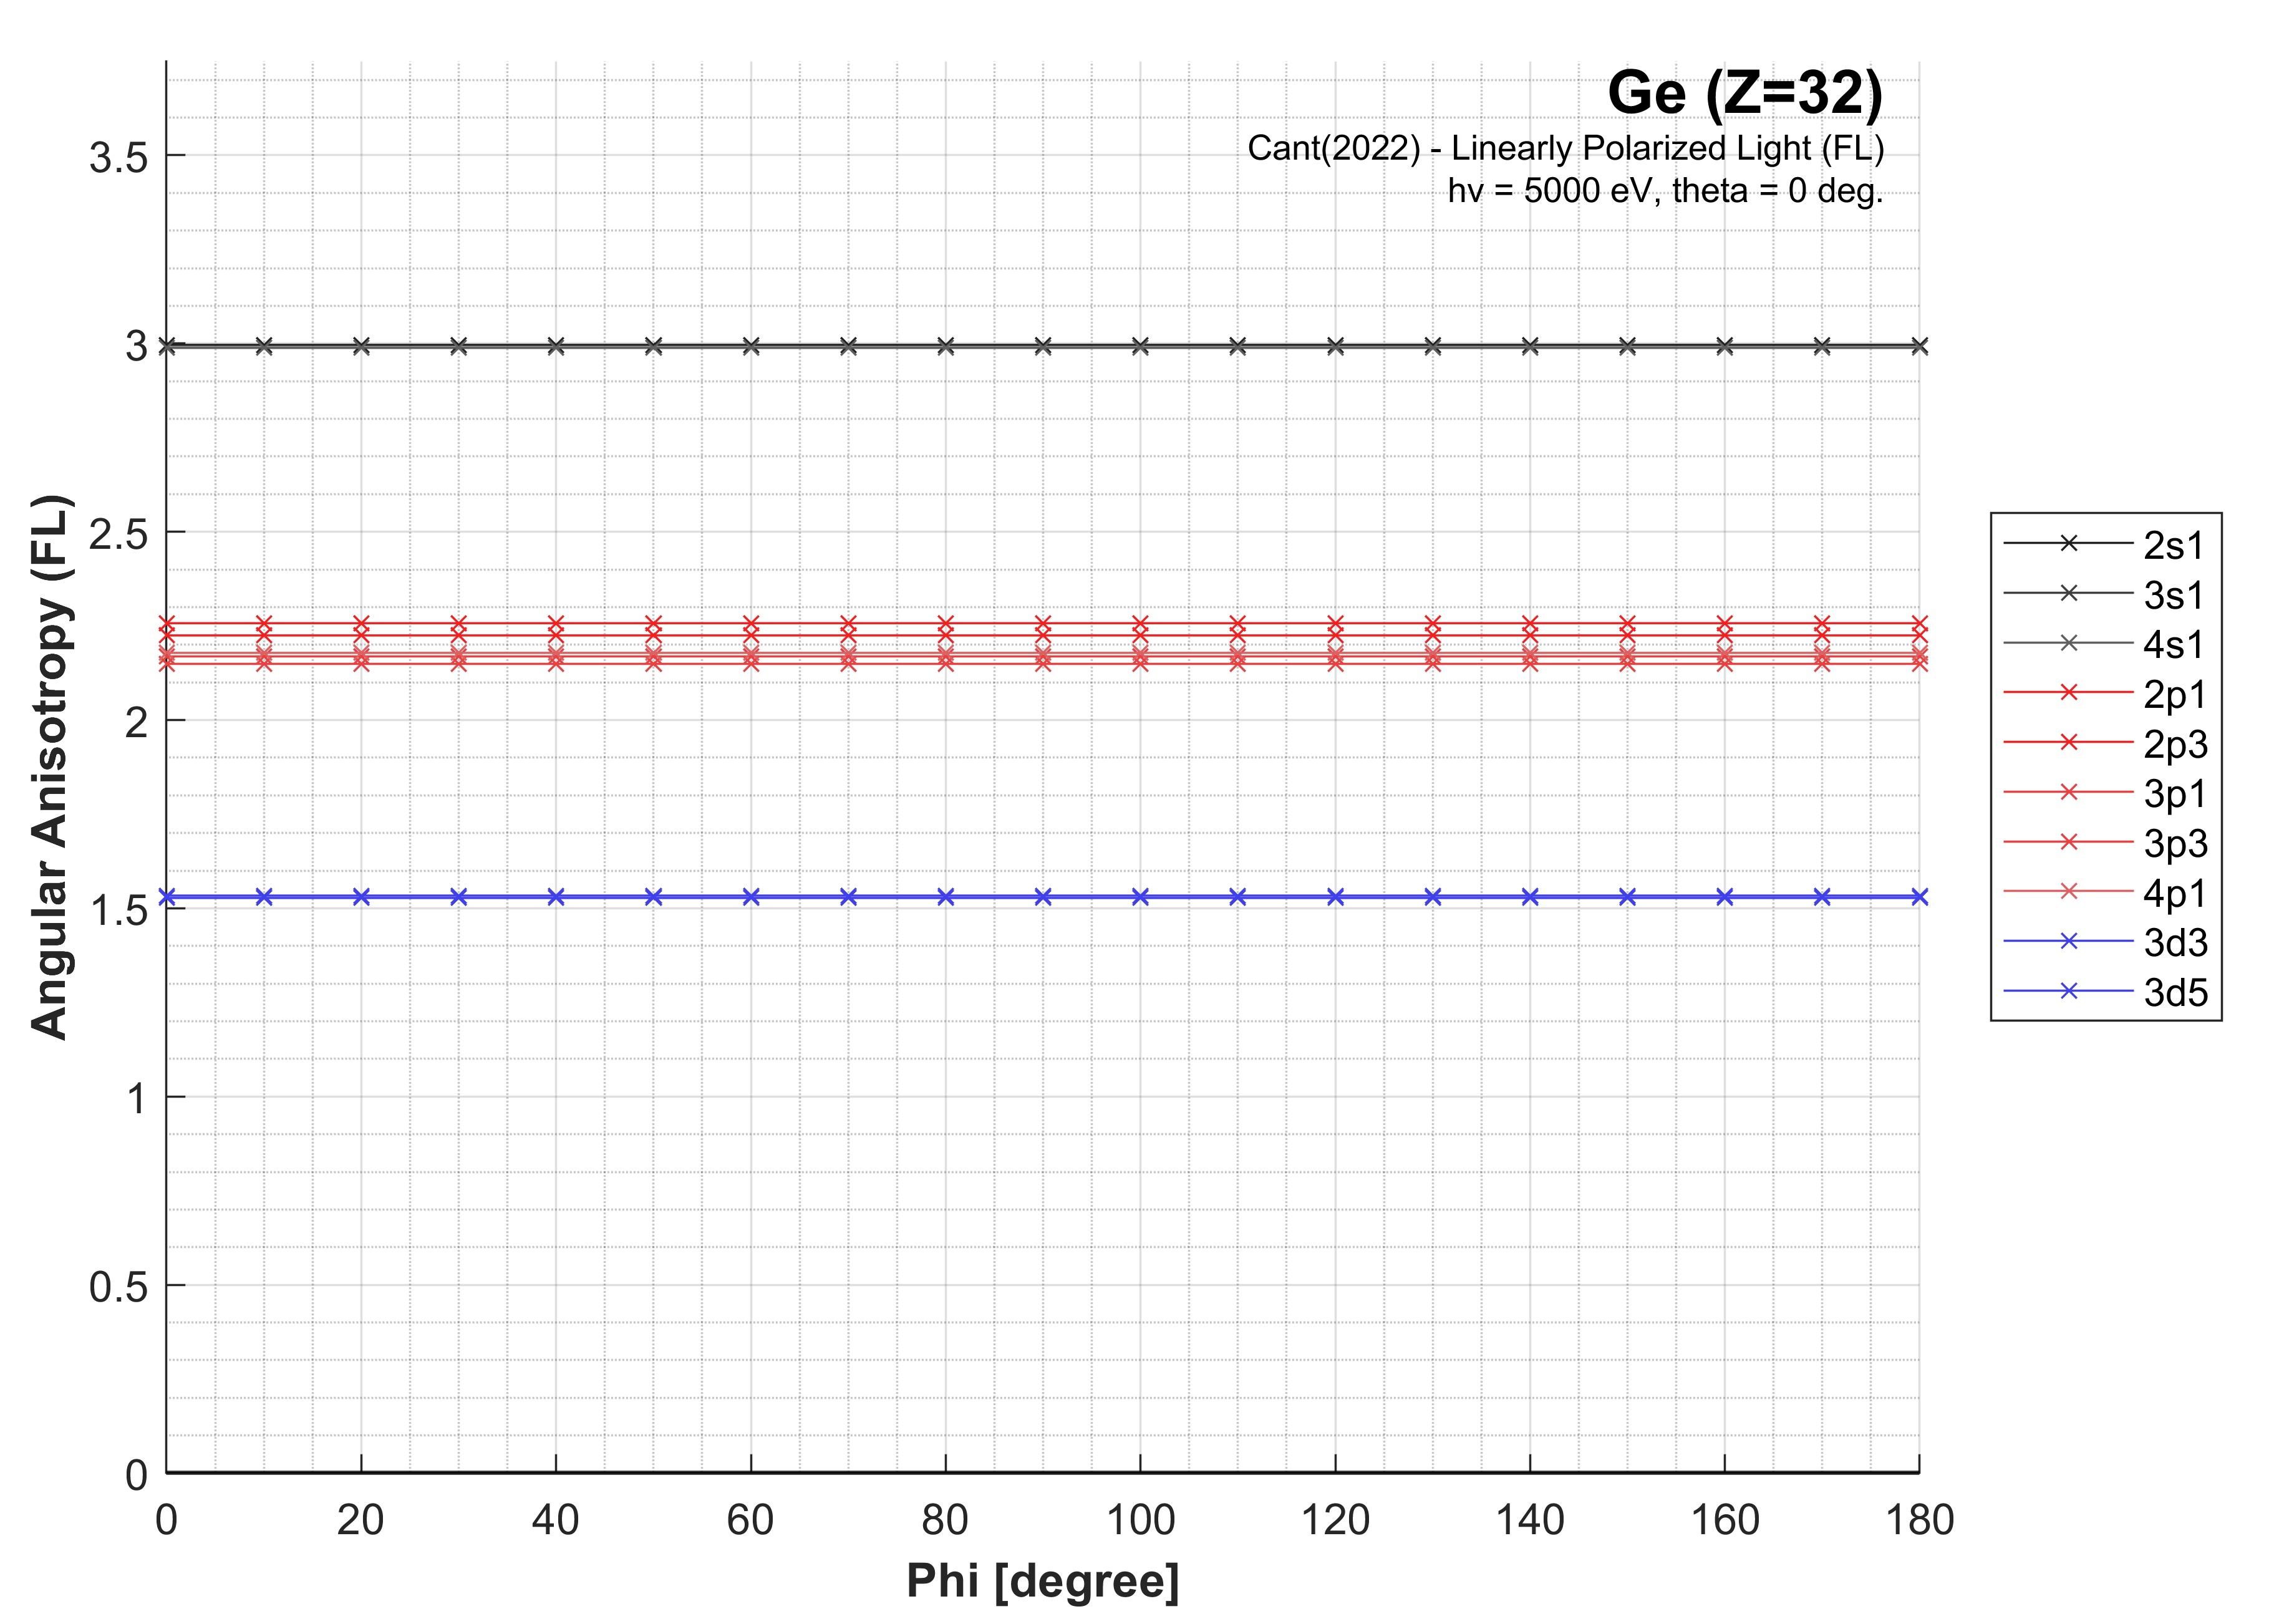 Ge (Z=32)
Cant(2022) - Linearly Polarized Light (FL)
hv = 5000 eV, theta = 0 deg.
Angular Anisotropy (FL)
3.5
3
2.5
2
1.5
1
0.5
0
0 20 40 60 80 100 120 140 160 180
Phi [degree]
2s1
3s1
4s1
2p1
2p3
3p1
3p3
4p1
3d3
3d5